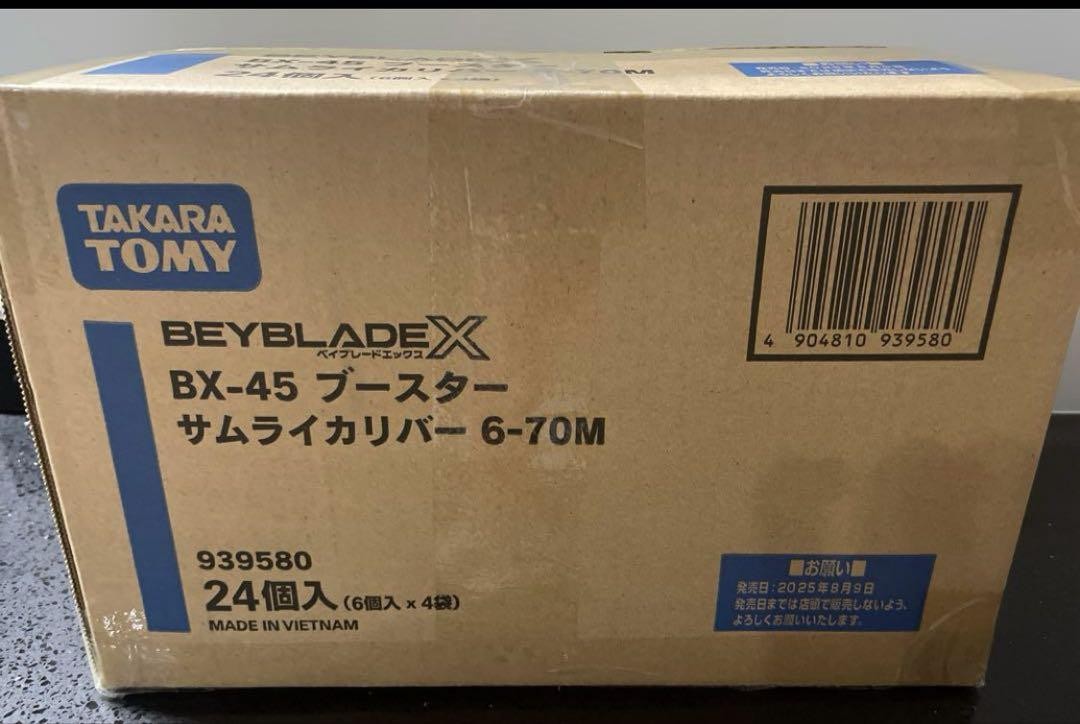 BEYBLADE X
BX-45
24個入
TAKARA
TOMY
BEYBLADE X
ベイブレードエックス
BX-45 ブースター
サムライカリバー 6-70M
4 904810 939580
939580
24個入(6個入×4袋)
MADE IN VIETNAM
■お願い■
発売日:2025年8月9日
発売日までは店頭で販売しないよう、
よろしくお願いいたします。